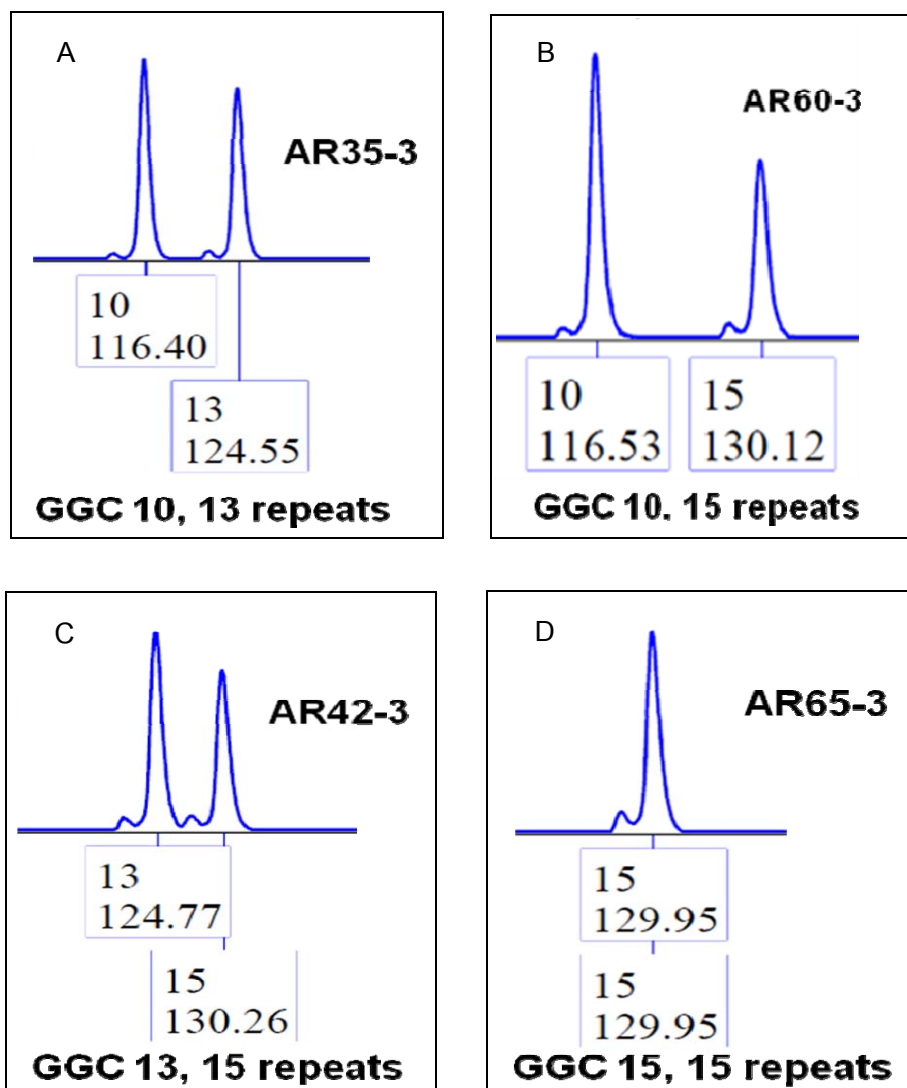 A
AR35-3
10
116.40
13
124.55
GGC 10, 13 repeats
B
AR60-3
10
116.53
15
130.12
GGC 10. 15 repeats
C
AR42-3
13
124.77
15
130.26
GGC 13, 15 repeats
D
AR65-3
15
129.95
15
129.95
GGC 15, 15 repeats